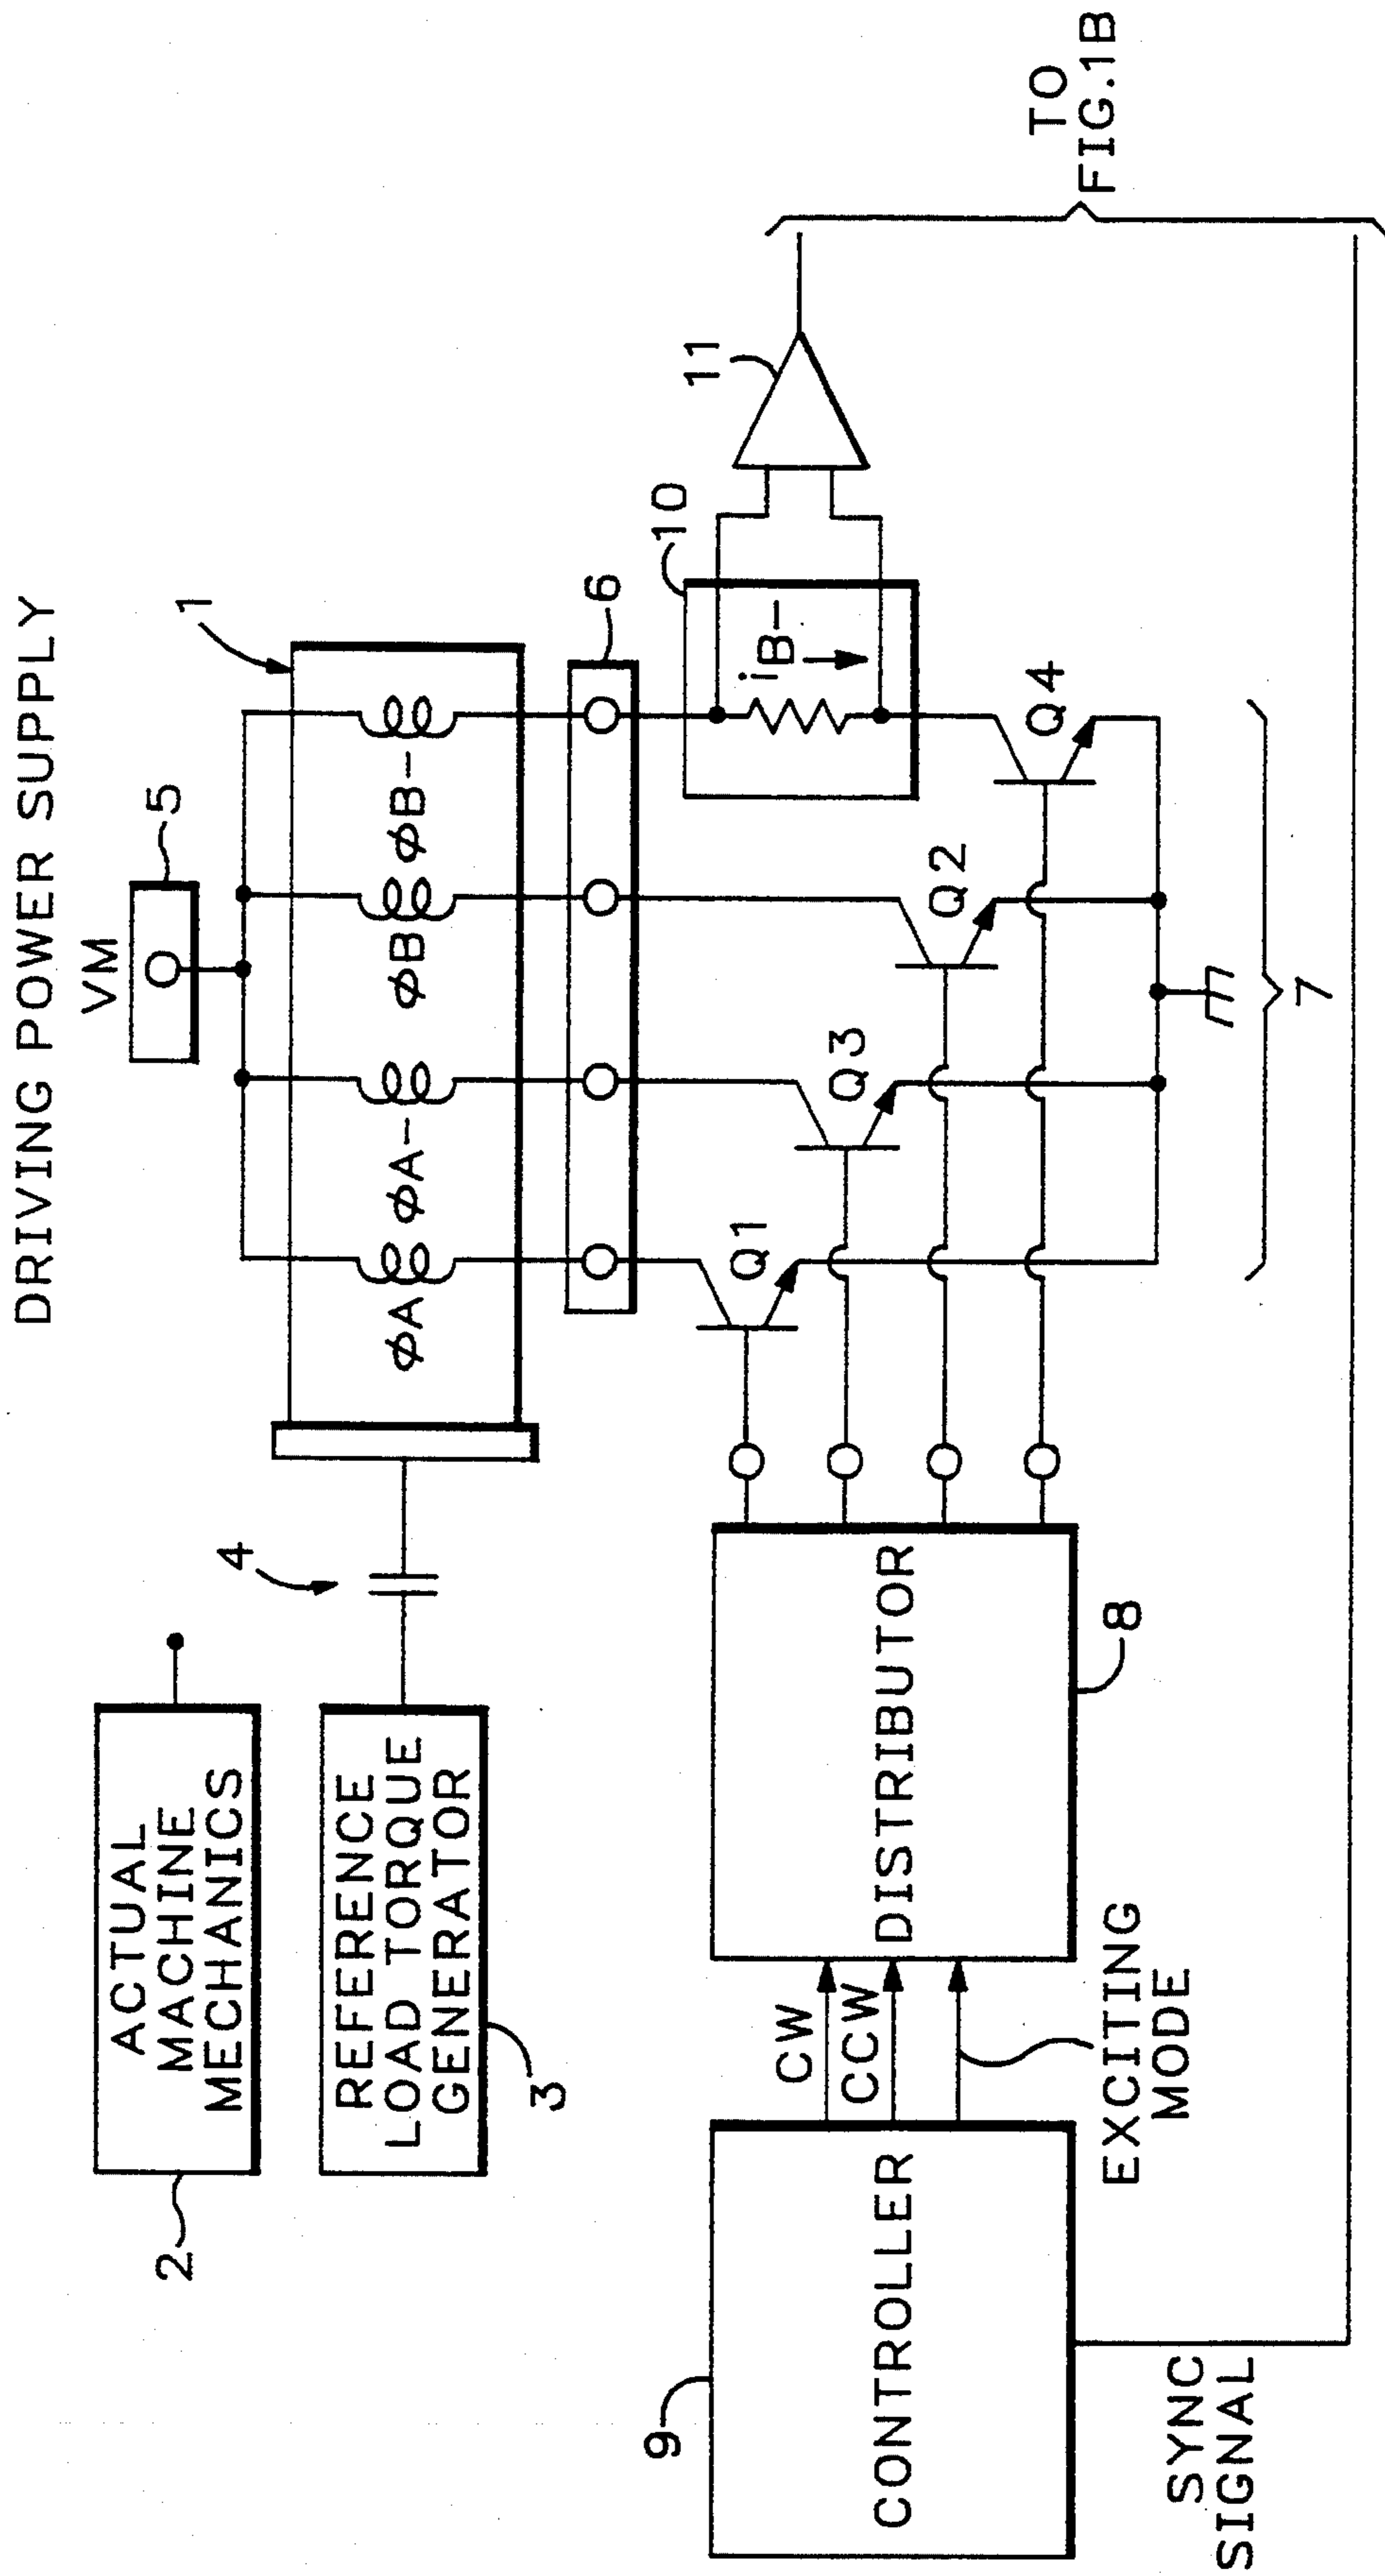 DRIVING POWER SUPPLY
VM
5
1
ACTUAL
MACHINE
MECHANICS
2
4
REFERENCE
LOAD TORQUE
GENERATOR
3
ϕA
ϕA-
ϕB
ϕB-
6
10
11
iB-
Q1
Q3
Q2
Q4
7
TO
FIG.1B
9
CONTROLLER
CW
CCW
EXCITING
MODE
DISTRIBUTOR
8
SYNC
SIGNAL